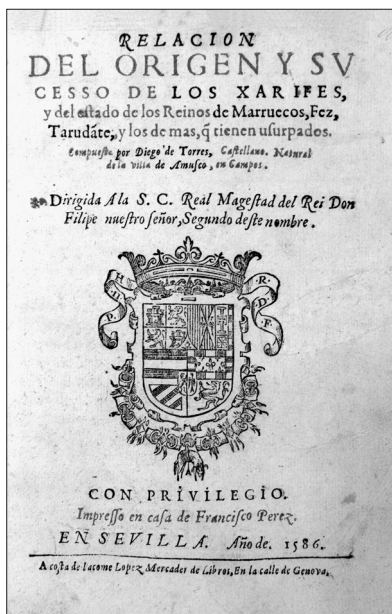 RELACION
DEL ORIGEN Y SV
CESSO DE LOS XARIFES,
y del estado de los Reinos de Marruecos, Fez,
Tarudāte, y los de mas, q̄ tienen usurpados.
Compuesta por Diego de Torres, Castellano. Natural
de la villa de Amusco, en Campos.
Dirigida A la S. C. Real Magestad del Rei Don
Filipe nuestro señor, Segundo deste nombre.
P. H. II.
R. D. F.
CON PRIVILEGIO.
Impresso en casa de Francisco Perez.
EN SEVILLA. Año de. 1586.
A costa de Iacome Lopez Mercader de Libros, En la calle de Genova.